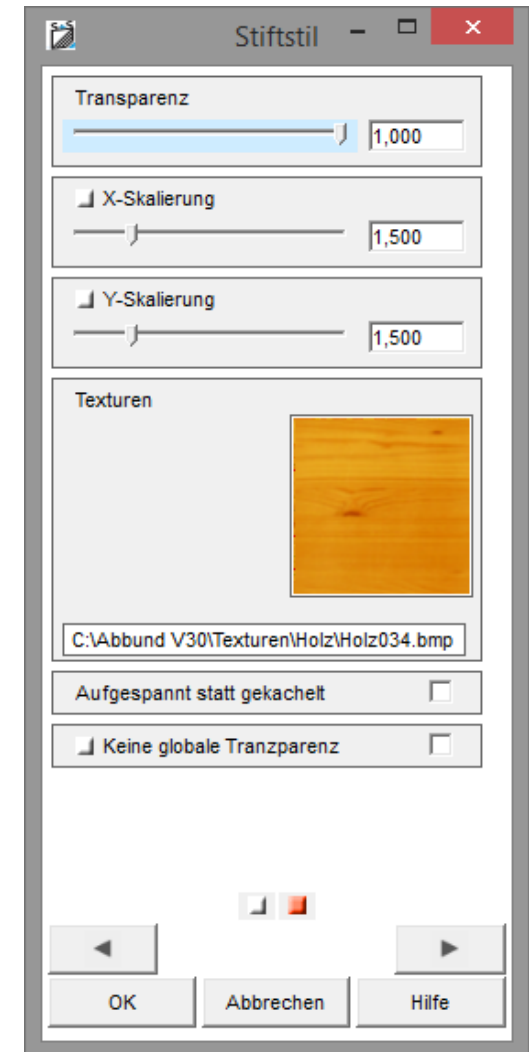 Stiftstil
Transparenz
1,000
X-Skalierung
1,500
Y-Skalierung
1,500
Texturen
C:\Abbund V30\Texturen\Holz\Holz034.bmp
Aufgespannt statt gekachelt
Keine globale Tranzparenz
OK
Abbrechen
Hilfe